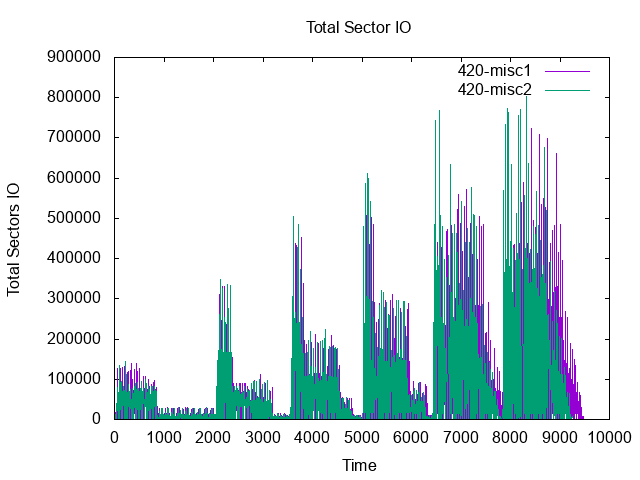 Total Sector IO
900000
800000
700000
600000
500000
400000
300000
200000
100000
0
Total Sectors IO
420-misc1
420-misc2
0 1000 2000 3000 4000 5000 6000 7000 8000 9000 10000
Time